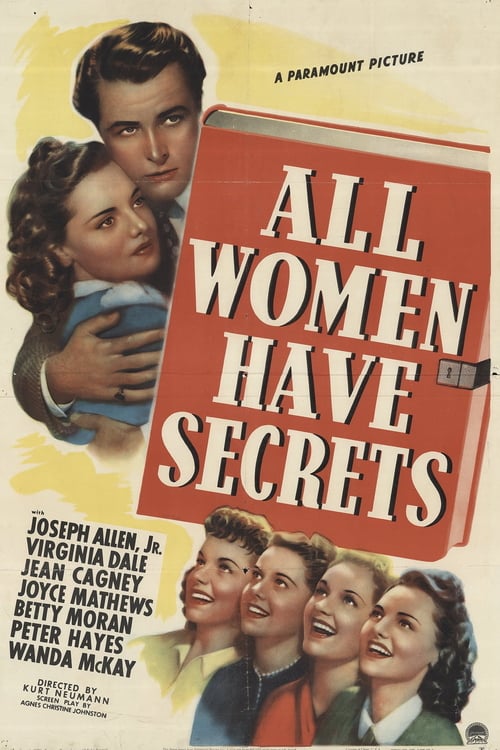 A PARAMOUNT PICTURE
ALL
WOMEN
HAVE
SECRETS
with
JOSEPH ALLEN, JR.
VIRGINIA DALE
JEAN CAGNEY
JOYCE MATHEWS
BETTY MORAN
PETER HAYES
WANDA McKAY
DIRECTED BY
KURT NEUMANN
SCREEN PLAY BY
AGNES CHRISTINE JOHNSTON